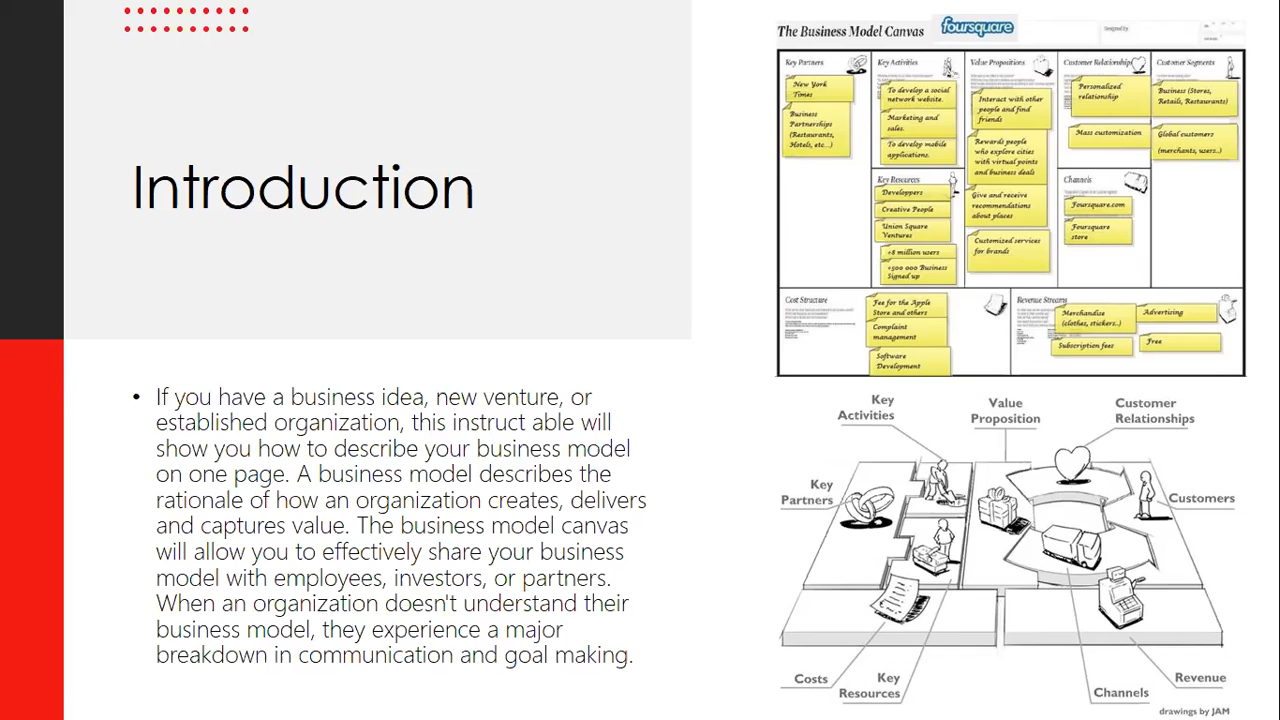 Introduction
• If you have a business idea, new venture, or
established organization, this instruct able will
show you how to describe your business model
on one page. A business model describes the
rationale of how an organization creates, delivers
and captures value. The business model canvas
will allow you to effectively share your business
model with employees, investors, or partners.
When an organization doesn't understand their
business model, they experience a major
breakdown in communication and goal making.
The Business Model Canvas
foursquare
Designed by:
Key Partners
New York
Times
Business
Partnerships
(Restaurants,
Hotels, etc...)
Key Activities
To develop a social
network website.
Marketing and
sales.
To develop mobile
applications.
Key Resources
Developpers
Creative People
Union Square
Ventures
+8 million users
+500 000 Business
Signed up
Value Propositions
Interact with other
people and find
friends
Rewards people
who explore cities
with virtual points
and business deals
Give and receive
recommendations
about places
Customized services
for brands
Customer Relationships
Personalized
relationship
Mass customization
Channels
Foursquare.com
Foursquare
store
Customer Segments
Business (Stores,
Retails, Restaurants)
Global customers
(merchants, users..)
Cost Structure
Fee for the Apple
Store and others
Complaint
management
Software
Development
Revenue Streams
Merchandize
(clothes, stickers..)
Advertising
Subscription fees
Free
Key
Activities
Value
Proposition
Customer
Relationships
Key
Partners
Customers
Costs
Key
Resources
Channels
Revenue
drawings by JAM